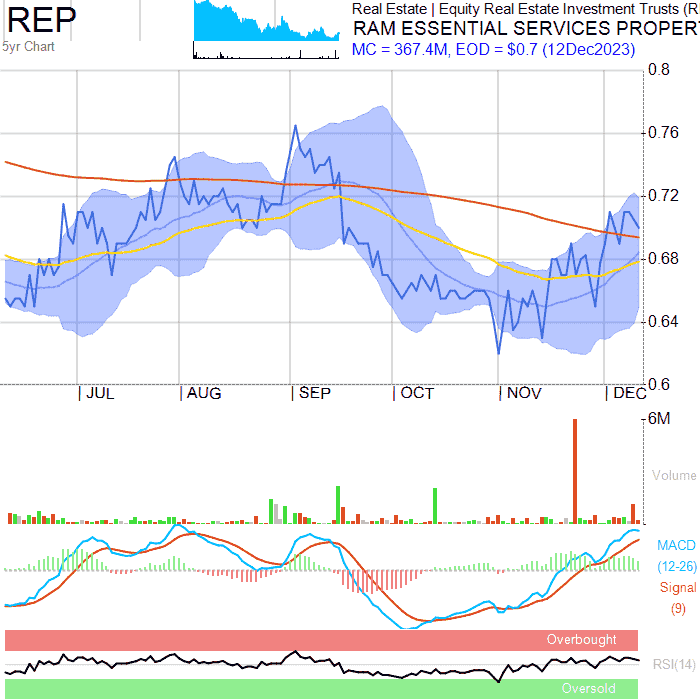 REP
5yr Chart
Real Estate | Equity Real Estate Investment Trusts (R
RAM ESSENTIAL SERVICES PROPER
MC = 367.4M, EOD = $0.7 (12Dec2023)
0.8
0.76
0.72
0.68
0.64
0.6
JUL AUG SEP OCT NOV DEC
6M
Volume
MACD
(12-26)
Signal
(9)
Overbought
RSI(14)
Oversold